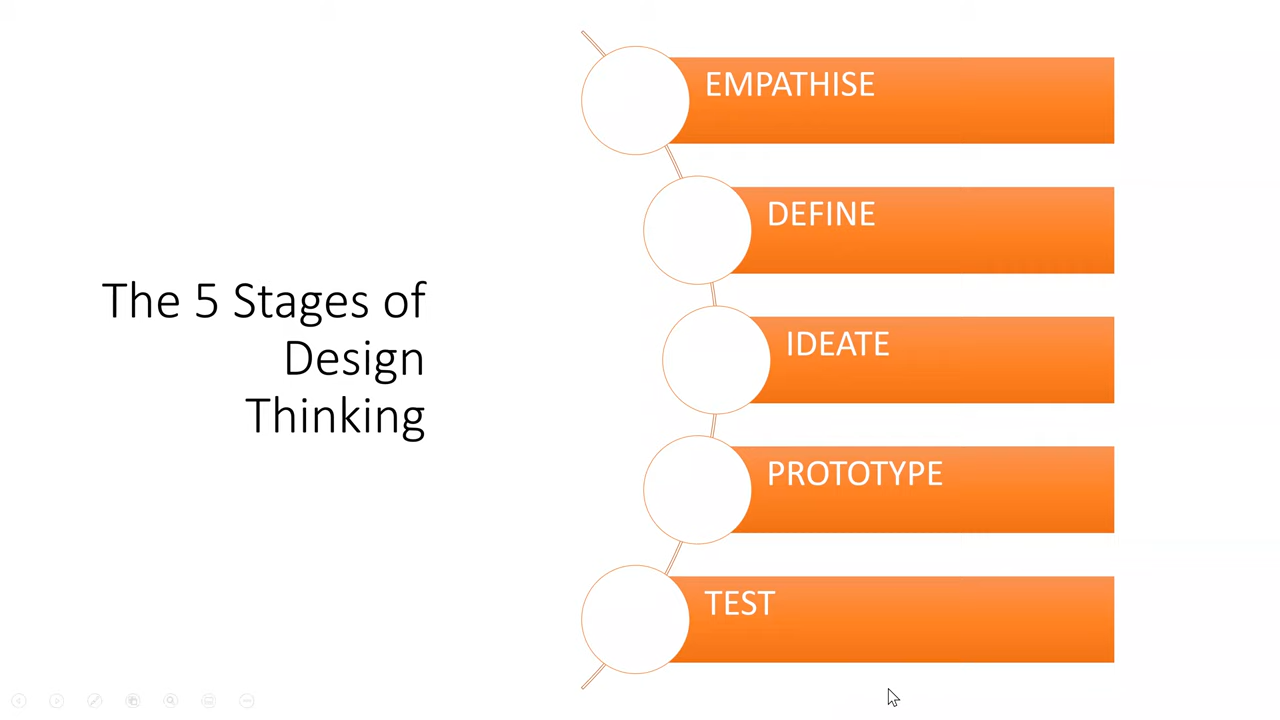 The 5 Stages of
Design
Thinking
EMPATHISE
DEFINE
IDEATE
PROTOTYPE
TEST